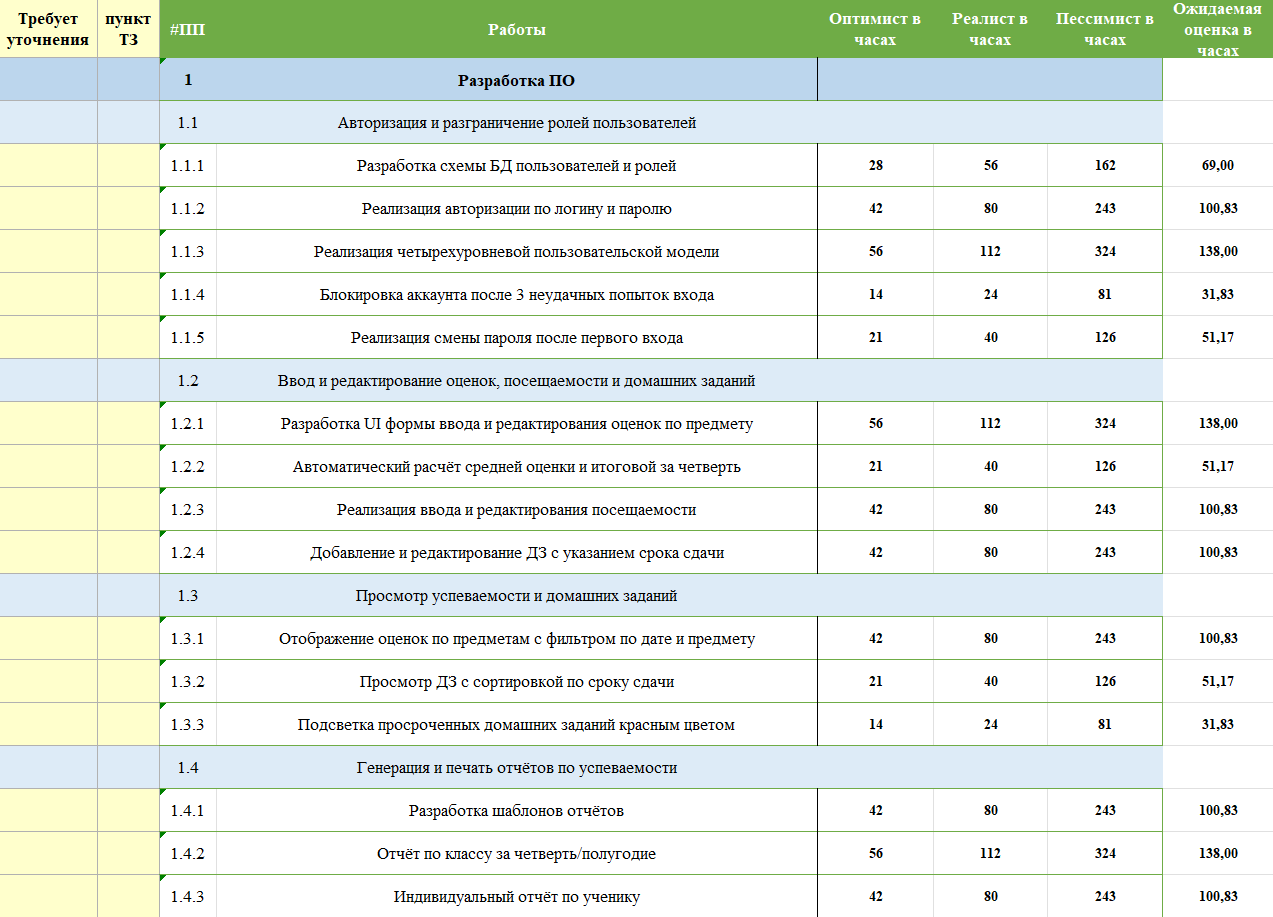 Требует уточнения пункт ТЗ #ПП Работы Оптимист в часах Реалист в часах Пессимист в часах Ожидаемая оценка в часах
1 Разработка ПО
1.1 Авторизация и разграничение ролей пользователей
1.1.1 Разработка схемы БД пользователей и ролей 28 56 162 69,00
1.1.2 Реализация авторизации по логину и паролю 42 80 243 100,83
1.1.3 Реализация четырехуровневой пользовательской модели 56 112 324 138,00
1.1.4 Блокировка аккаунта после 3 неудачных попыток входа 14 24 81 31,83
1.1.5 Реализация смены пароля после первого входа 21 40 126 51,17
1.2 Ввод и редактирование оценок, посещаемости и домашних заданий
1.2.1 Разработка UI формы ввода и редактирования оценок по предмету 56 112 324 138,00
1.2.2 Автоматический расчёт средней оценки и итоговой за четверть 21 40 126 51,17
1.2.3 Реализация ввода и редактирования посещаемости 42 80 243 100,83
1.2.4 Добавление и редактирование ДЗ с указанием срока сдачи 42 80 243 100,83
1.3 Просмотр успеваемости и домашних заданий
1.3.1 Отображение оценок по предметам с фильтром по дате и предмету 42 80 243 100,83
1.3.2 Просмотр ДЗ с сортировкой по сроку сдачи 21 40 126 51,17
1.3.3 Подсветка просроченных домашних заданий красным цветом 14 24 81 31,83
1.4 Генерация и печать отчётов по успеваемости
1.4.1 Разработка шаблонов отчётов 42 80 243 100,83
1.4.2 Отчёт по классу за четверть/полугодие 56 112 324 138,00
1.4.3 Индивидуальный отчёт по ученику 42 80 243 100,83